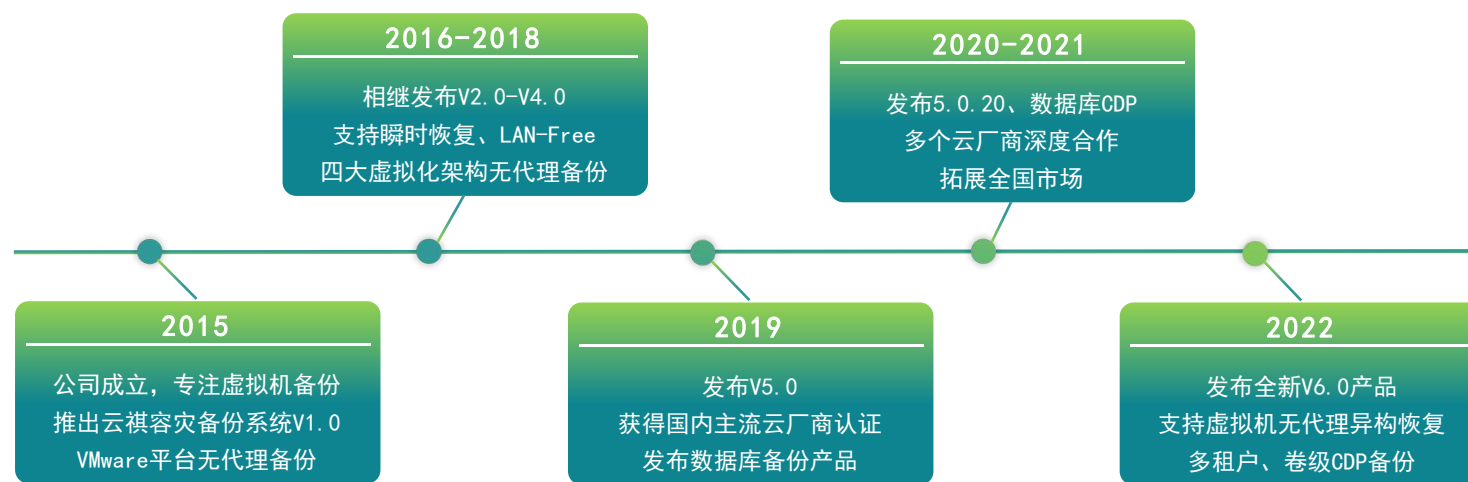 2015
公司成立，专注虚拟机备份
推出云祺容灾备份系统V1.0
VMware平台无代理备份
2016-2018
相继发布V2.0-V4.0
支持瞬时恢复、LAN-Free
四大虚拟化架构无代理备份
2019
发布V5.0
获得国内主流云厂商认证
发布数据库备份产品
2020-2021
发布5.0.20、数据库CDP
多个云厂商深度合作
拓展全国市场
2022
发布全新V6.0产品
支持虚拟机无代理异构恢复
多租户、卷级CDP备份